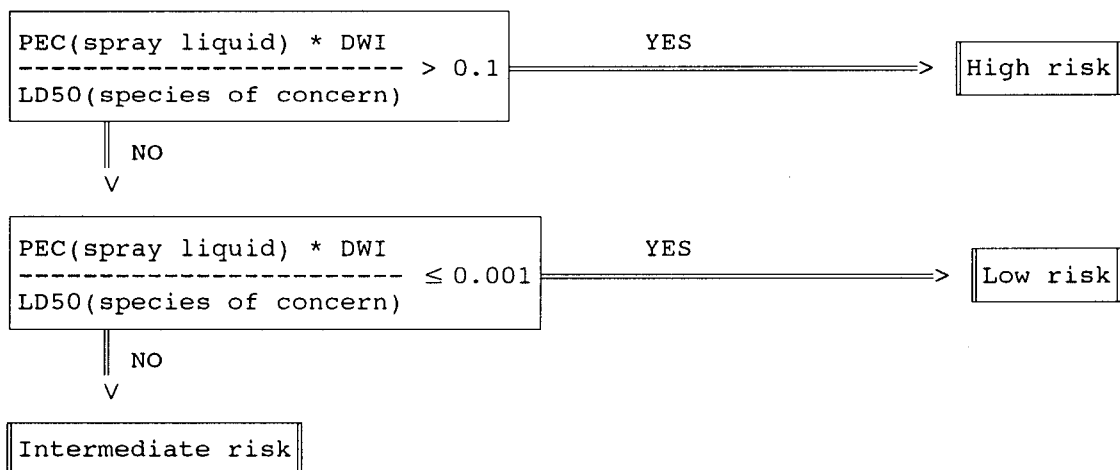 PEC(spray liquid) * DWI
------------------------ > 0.1
LD50(species of concern)
YES
High risk
NO
PEC(spray liquid) * DWI
------------------------ ≤ 0.001
LD50(species of concern)
YES
Low risk
NO
Intermediate risk